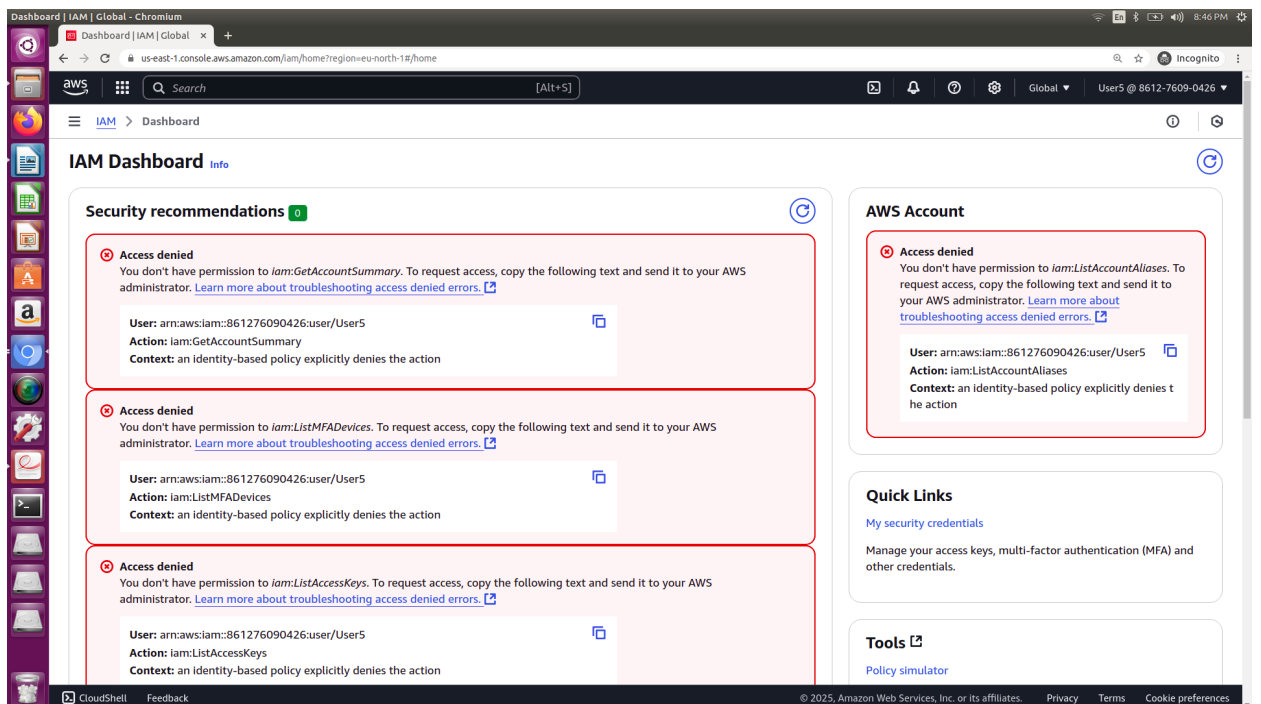 Dashboard | IAM | Global - Chromium
En
8:46 PM
Dashboard | IAM | Global × +
us-east-1.console.aws.amazon.com/iam/home?region=eu-north-1#/home
Incognito
aws
Search [Alt+S]
Global ▼
User5 @ 8612-7609-0426 ▼
IAM > Dashboard
IAM Dashboard Info
Security recommendations 0
Access denied
You don't have permission to iam:GetAccountSummary. To request access, copy the following text and send it to your AWS
administrator. Learn more about troubleshooting access denied errors.
User: arn:aws:iam::861276090426:user/User5
Action: iam:GetAccountSummary
Context: an identity-based policy explicitly denies the action
Access denied
You don't have permission to iam:ListMFADevices. To request access, copy the following text and send it to your AWS
administrator. Learn more about troubleshooting access denied errors.
User: arn:aws:iam::861276090426:user/User5
Action: iam:ListMFADevices
Context: an identity-based policy explicitly denies the action
Access denied
You don't have permission to iam:ListAccessKeys. To request access, copy the following text and send it to your AWS
administrator. Learn more about troubleshooting access denied errors.
User: arn:aws:iam::861276090426:user/User5
Action: iam:ListAccessKeys
Context: an identity-based policy explicitly denies the action
AWS Account
Access denied
You don't have permission to iam:ListAccountAliases. To
request access, copy the following text and send it to
your AWS administrator. Learn more about
troubleshooting access denied errors.
User: arn:aws:iam::861276090426:user/User5
Action: iam:ListAccountAliases
Context: an identity-based policy explicitly denies t
he action
Quick Links
My security credentials
Manage your access keys, multi-factor authentication (MFA) and
other credentials.
Tools
Policy simulator
CloudShell Feedback
© 2025, Amazon Web Services, Inc. or its affiliates. Privacy Terms Cookie preferences